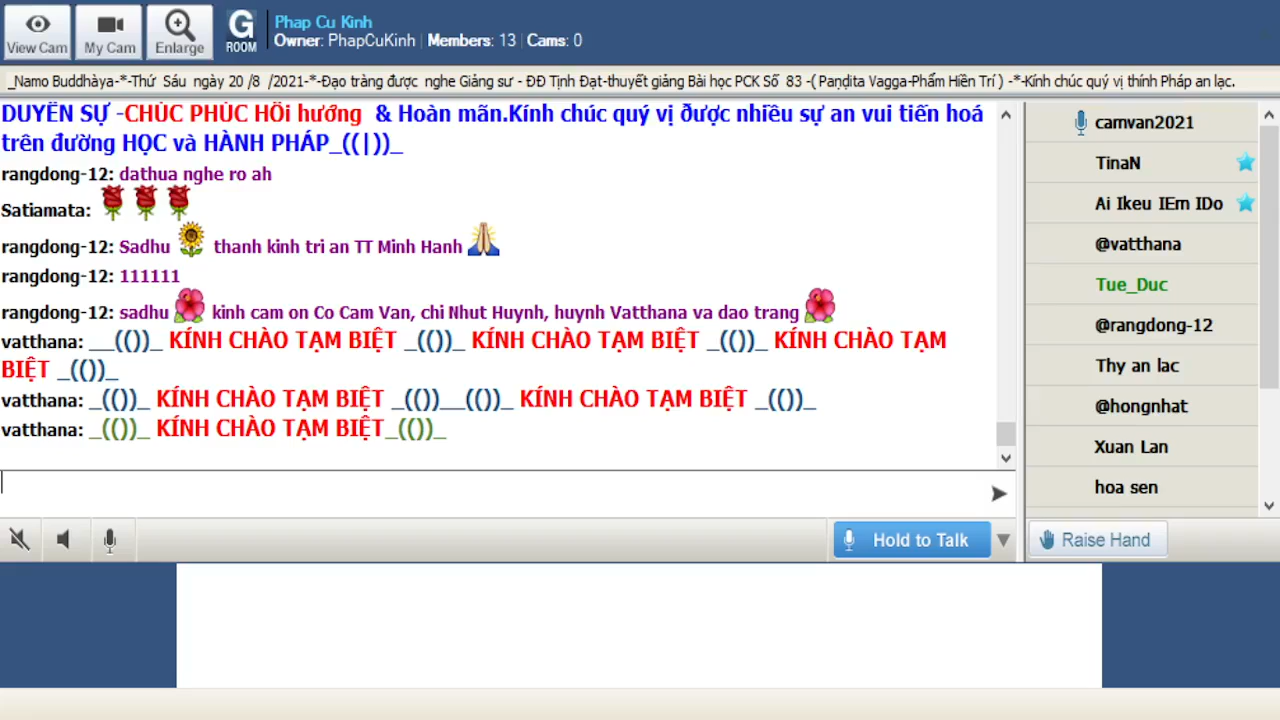 Phap Cu Kinh
Owner: PhapCuKinh | Members: 13 | Cams: 0
View Cam
My Cam
Enlarge
G
ROOM
_Namo Buddhàya-*-Thứ Sáu ngày 20 /8 /2021-*-Đạo tràng được nghe Giảng sư - ĐĐ Tịnh Đạt-thuyết giảng Bài học PCK Số 83 -( Paṇḍita Vagga-Phẩm Hiền Trí ) -*-Kính chúc quý vị thính Pháp an lạc.
DUYÊN SỰ -CHÚC PHÚC HỒi hướng & Hoàn mãn.Kính chúc quý vị được nhiều sự an vui tiến hoá
trên đường HỌC và HÀNH PHÁP_((|))_
rangdong-12: dathua nghe ro ah
Satiamata:
rangdong-12: Sadhu thanh kinh tri an TT Minh Hanh
rangdong-12: 111111
rangdong-12: sadhu kinh cam on Co Cam Van, chi Nhut Huynh, huynh Vatthana va dao trang
vatthana: __(())_ KÍNH CHÀO TẠM BIỆT _(())_ KÍNH CHÀO TẠM BIỆT _(())_ KÍNH CHÀO TẠM
BIỆT _(())_
vatthana: _(())_ KÍNH CHÀO TẠM BIỆT _(())__(())_ KÍNH CHÀO TẠM BIỆT _(())_
vatthana: _(())_ KÍNH CHÀO TẠM BIỆT_(())_
camvan2021
TinaN
Ai Ikeu IEm IDo
@vatthana
Tue_Duc
@rangdong-12
Thy an lac
@hongnhat
Xuan Lan
hoa sen
Hold to Talk
Raise Hand